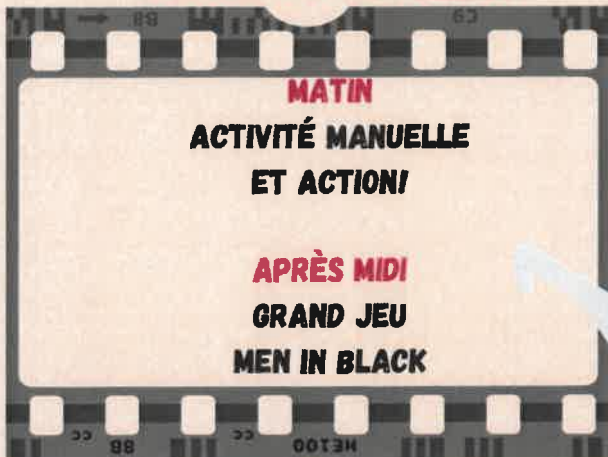 MATIN
ACTIVITÉ MANUELLE
ET ACTION!
APRÈS MIDI
GRAND JEU
MEN IN BLACK